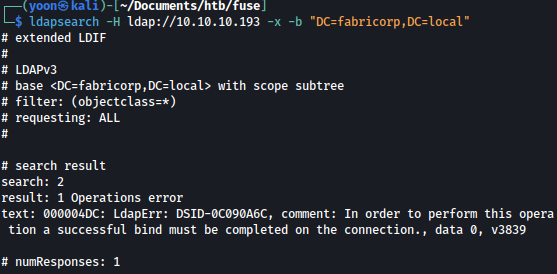 ┌──(yoon㉿kali)-[~/Documents/htb/fuse]
└─$ ldapsearch -H ldap://10.10.10.193 -x -b "DC=fabricorp,DC=local"
# extended LDIF
#
# LDAPv3
# base <DC=fabricorp,DC=local> with scope subtree
# filter: (objectclass=*)
# requesting: ALL
#

# search result
search: 2
result: 1 Operations error
text: 000004DC: LdapErr: DSID-0C090A6C, comment: In order to perform this opera
 tion a successful bind must be completed on the connection., data 0, v3839

# numResponses: 1